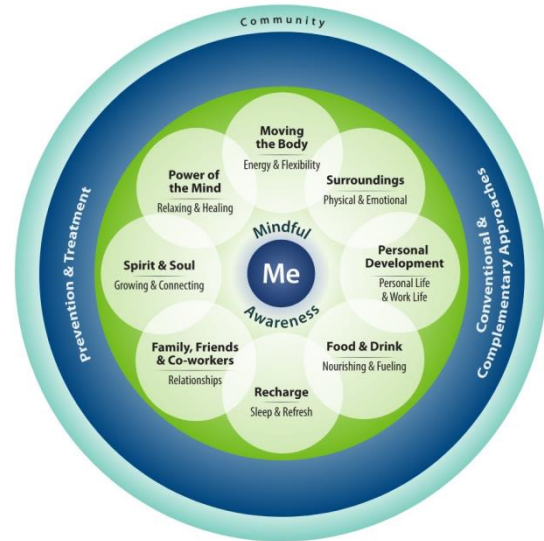 Community
Prevention & Treatment
Conventional &
Complementary Approaches
Moving
the Body
Energy & Flexibility
Surroundings
Physical & Emotional
Personal
Development
Personal Life
& Work Life
Food & Drink
Nourishing & Fueling
Recharge
Sleep & Refresh
Family, Friends
& Co-workers
Relationships
Spirit & Soul
Growing & Connecting
Power of
the Mind
Relaxing & Healing
Mindful
Me
Awareness